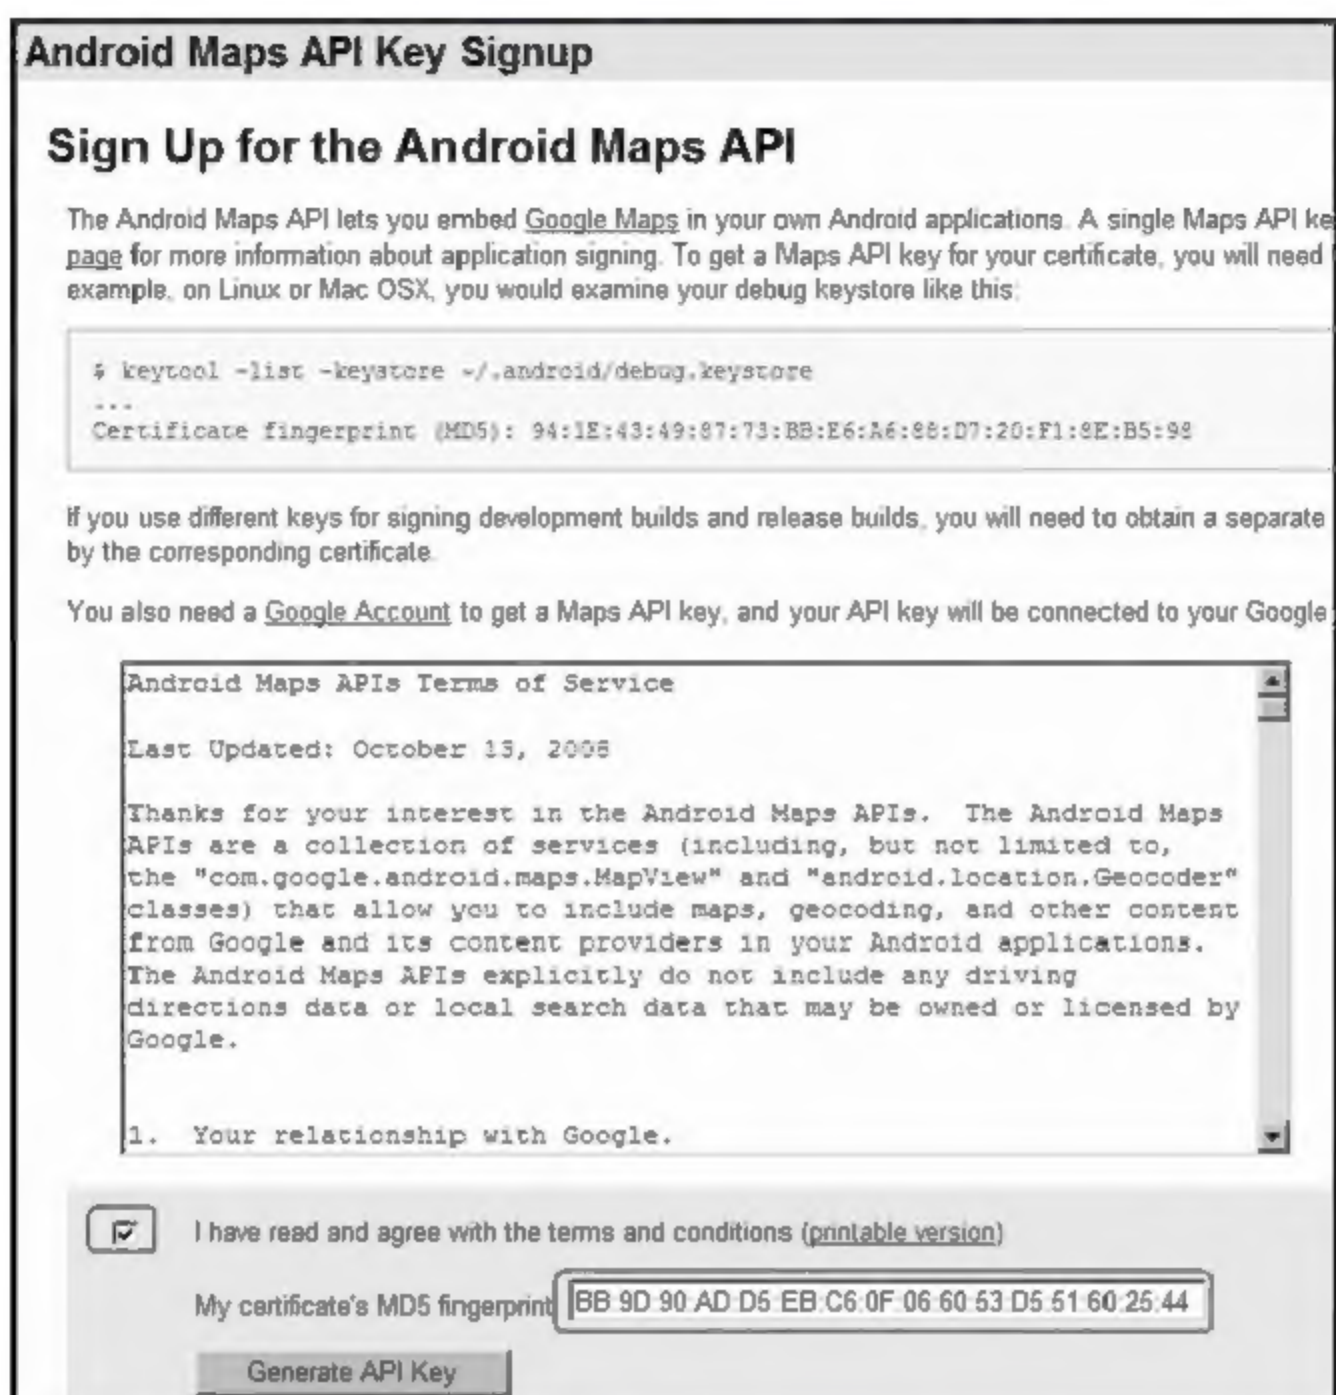 Android Maps API Key Signup
Sign Up for the Android Maps API
The Android Maps API lets you embed Google Maps in your own Android applications. A single Maps API ke
page for more information about application signing. To get a Maps API key for your certificate, you will need
example, on Linux or Mac OSX, you would examine your debug keystore like this:
# keytool -list -keystore ~/.android/debug.keystore
...
Certificate fingerprint (MD5): 94:1E:43:49:87:73:BB:E6:A6:88:D7:20:F1:8E:B5:98
If you use different keys for signing development builds and release builds, you will need to obtain a separate
by the corresponding certificate.
You also need a Google Account to get a Maps API key, and your API key will be connected to your Google
Android Maps APIs Terms of Service
Last Updated: October 13, 2008
Thanks for your interest in the Android Maps APIs. The Android Maps
APIs are a collection of services (including, but not limited to,
the "com.google.android.maps.MapView" and "android.location.Geocoder"
classes) that allow you to include maps, geocoding, and other content
from Google and its content providers in your Android applications.
The Android Maps APIs explicitly do not include any driving
directions data or local search data that may be owned or licensed by
Google.
1. Your relationship with Google.
I have read and agree with the terms and conditions (printable version)
My certificate's MD5 fingerprint BB:9D:90:AD:D5:EB:C6:0F:06:60:53:D5:51:60:25:44
Generate API Key